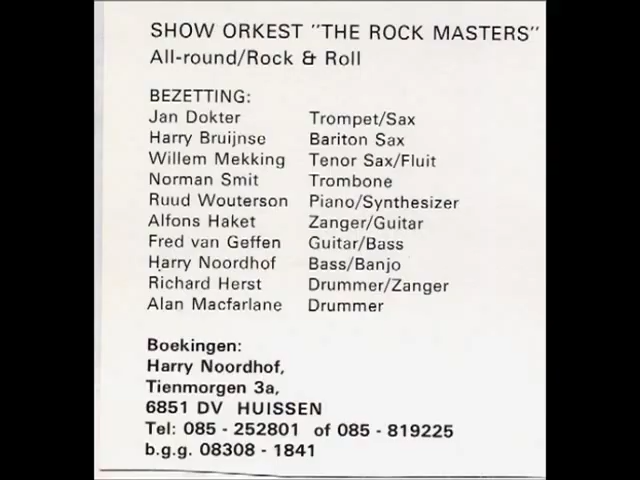 SHOW ORKEST "THE ROCK MASTERS"
All-round/Rock & Roll
BEZETTING:
Jan Dokter Trompet/Sax
Harry Bruijnse Bariton Sax
Willem Mekking Tenor Sax/Fluit
Norman Smit Trombone
Ruud Wouterson Piano/Synthesizer
Alfons Haket Zanger/Guitar
Fred van Geffen Guitar/Bass
Harry Noordhof Bass/Banjo
Richard Herst Drummer/Zanger
Alan Macfarlane Drummer
Boekingen:
Harry Noordhof,
Tienmorgen 3a,
6851 DV HUISSEN
Tel: 085 - 252801 of 085 - 819225
b.g.g. 08308 - 1841